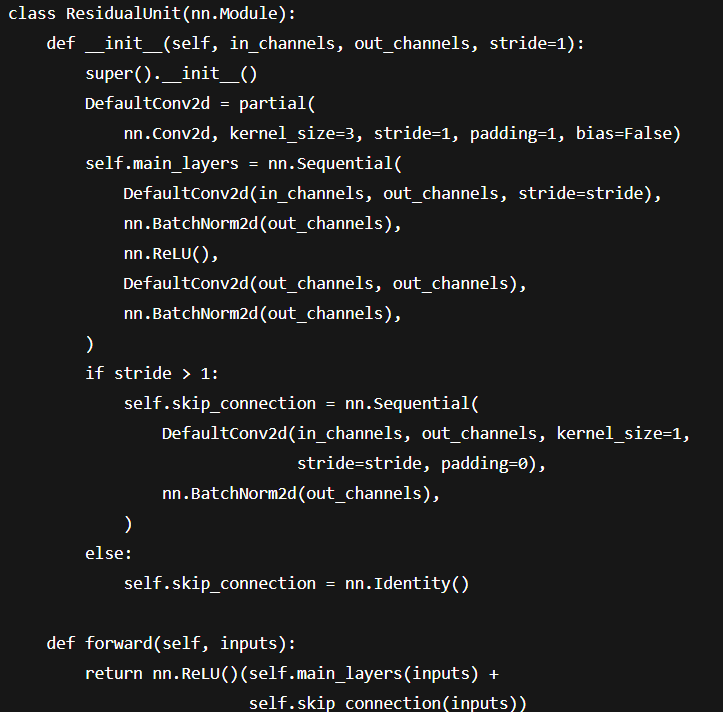 class ResidualUnit(nn.Module):
    def __init__(self, in_channels, out_channels, stride=1):
        super().__init__()
        DefaultConv2d = partial(
            nn.Conv2d, kernel_size=3, stride=1, padding=1, bias=False)
        self.main_layers = nn.Sequential(
            DefaultConv2d(in_channels, out_channels, stride=stride),
            nn.BatchNorm2d(out_channels),
            nn.ReLU(),
            DefaultConv2d(out_channels, out_channels),
            nn.BatchNorm2d(out_channels),
        )
        if stride > 1:
            self.skip_connection = nn.Sequential(
                DefaultConv2d(in_channels, out_channels, kernel_size=1,
                              stride=stride, padding=0),
                nn.BatchNorm2d(out_channels),
            )
        else:
            self.skip_connection = nn.Identity()

    def forward(self, inputs):
        return nn.ReLU()(self.main_layers(inputs) +
                         self.skip_connection(inputs))